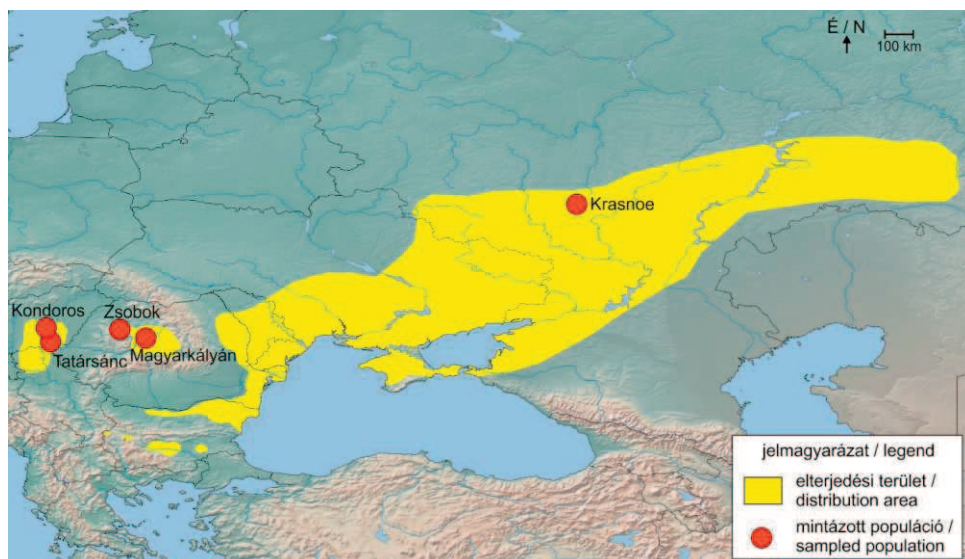 É / N
100 km
Krasnoe
Kondoros
Zsobok
Tatársánc
Magyarkályán
jelmagyarázat / legend
elterjedési terület /
distribution area
mintázott populáció /
sampled population